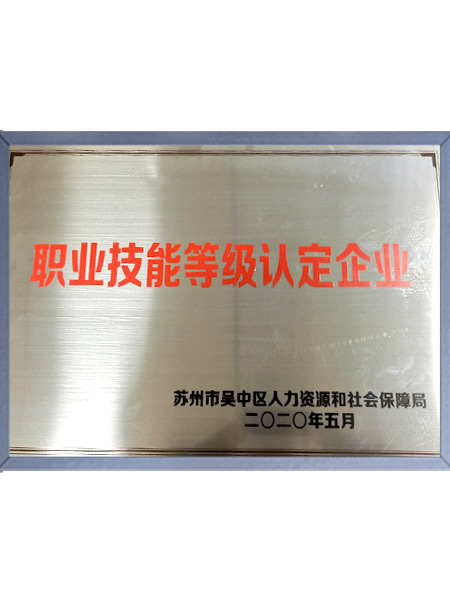 职业技能等级认定企业
苏州市吴中区人力资源和社会保障局
二〇二〇年五月